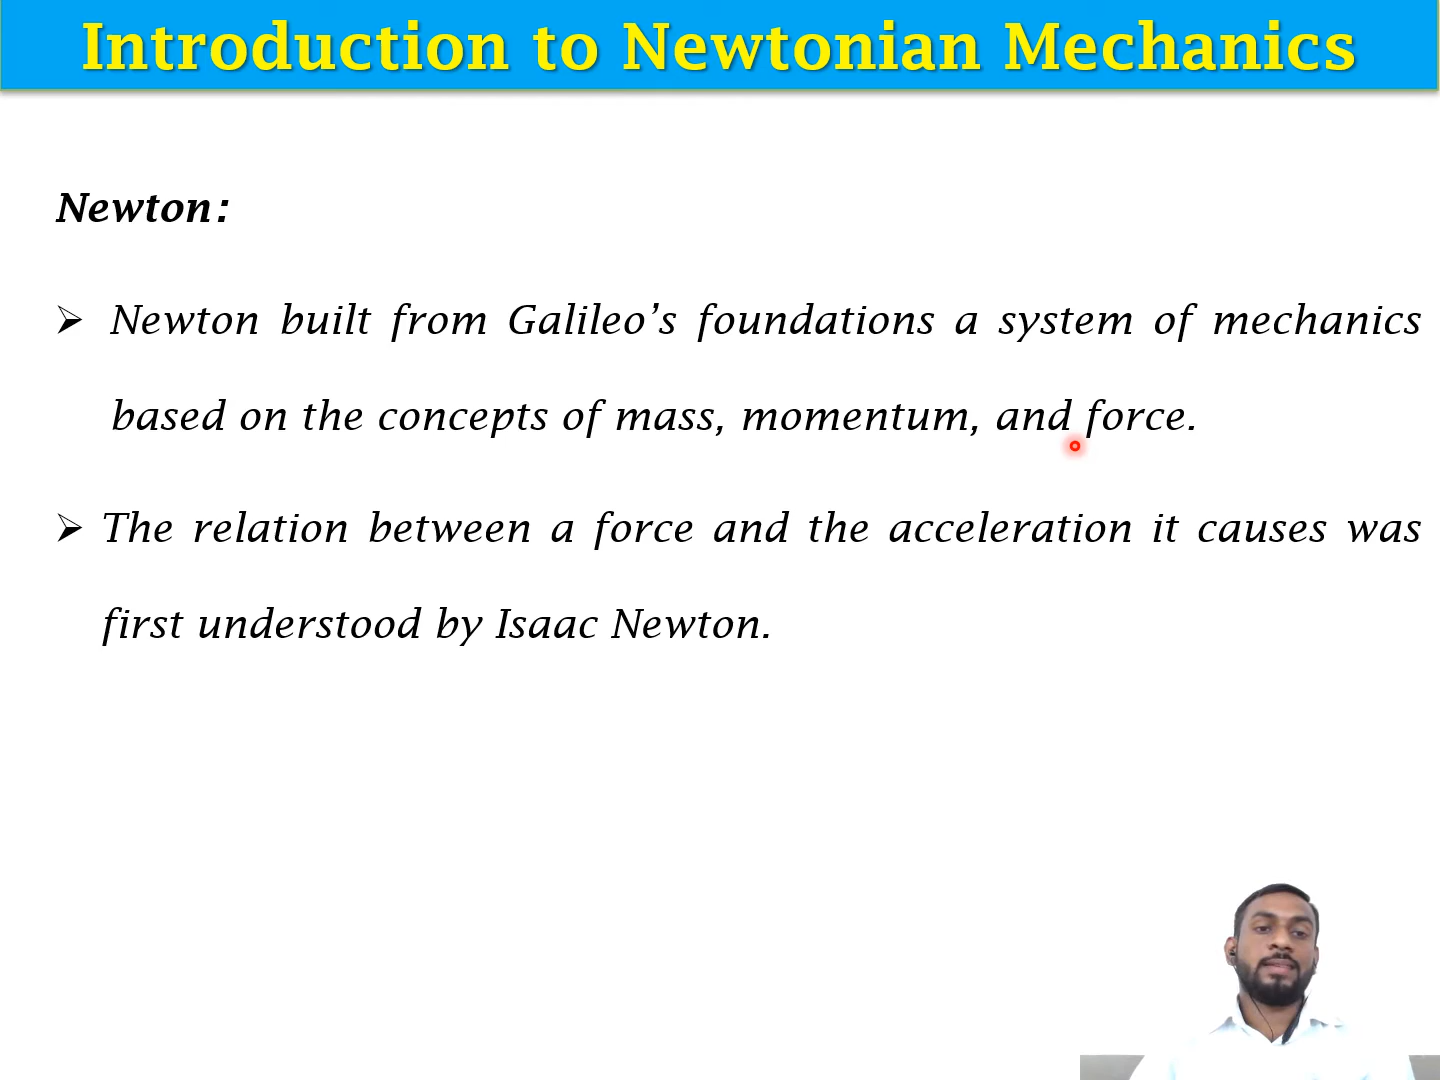 Introduction to Newtonian Mechanics
Newton:
➢ Newton built from Galileo’s foundations a system of mechanics
based on the concepts of mass, momentum, and force.
➢ The relation between a force and the acceleration it causes was
first understood by Isaac Newton.